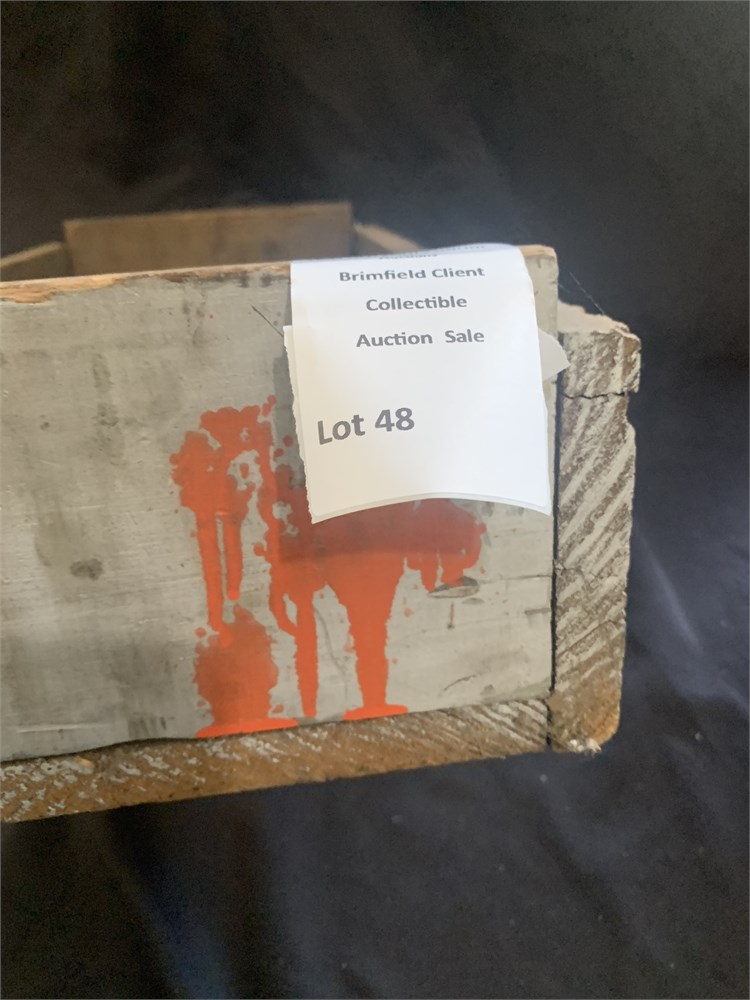 Brimfield Client
Collectible
Auction Sale
Lot 48